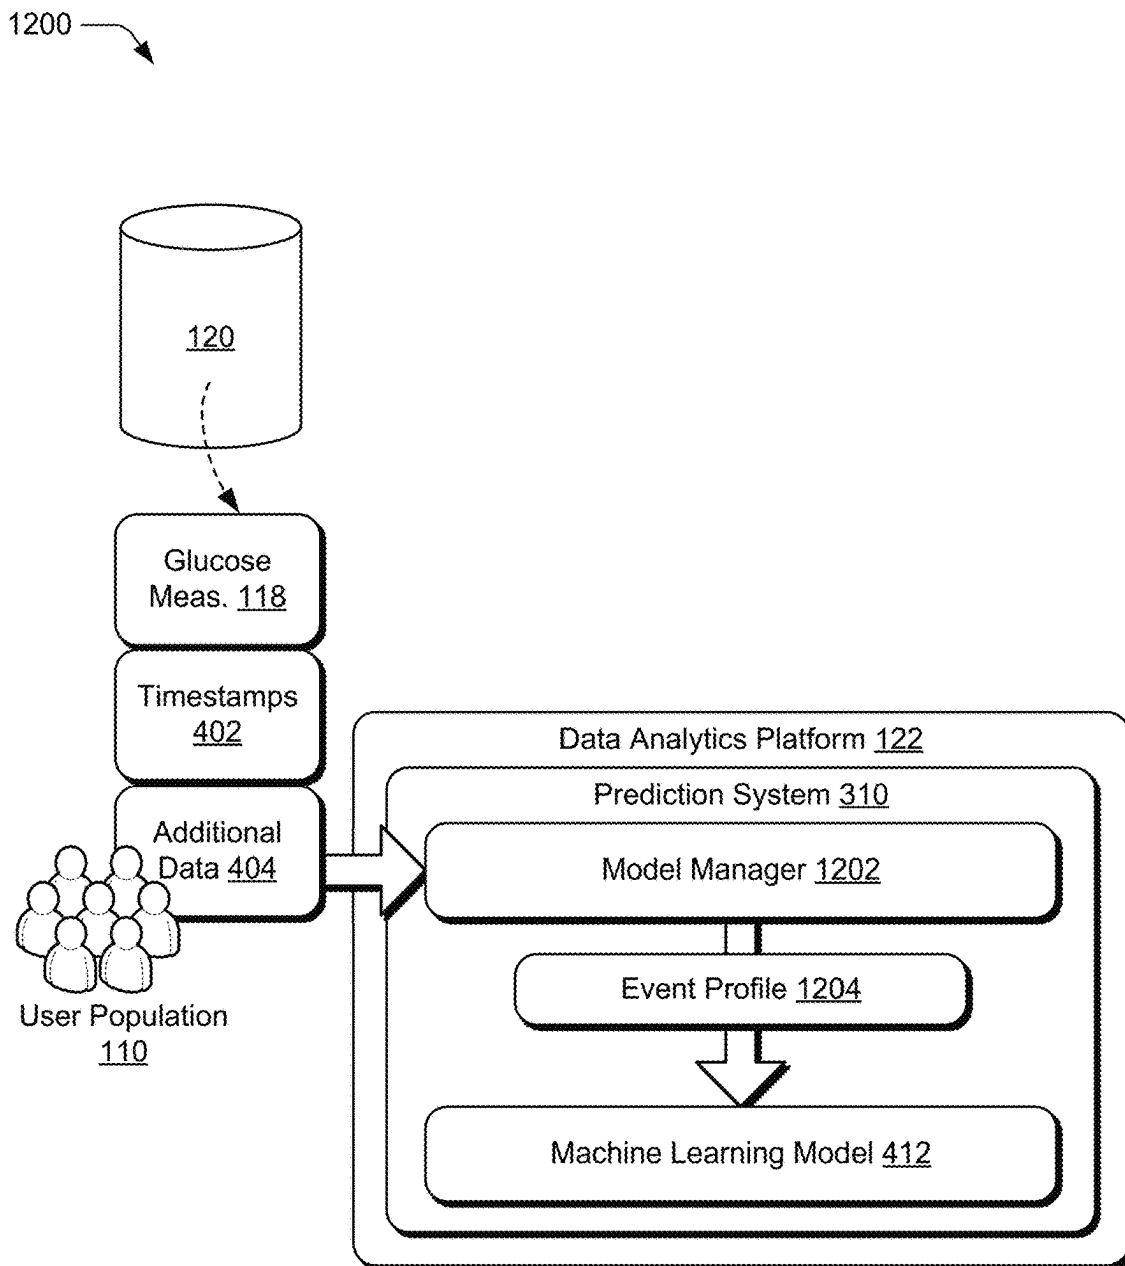 1200
120
Glucose
Meas. 118
Timestamps
402
Additional
Data 404
User Population
110
Data Analytics Platform 122
Prediction System 310
Model Manager 1202
Event Profile 1204
Machine Learning Model 412